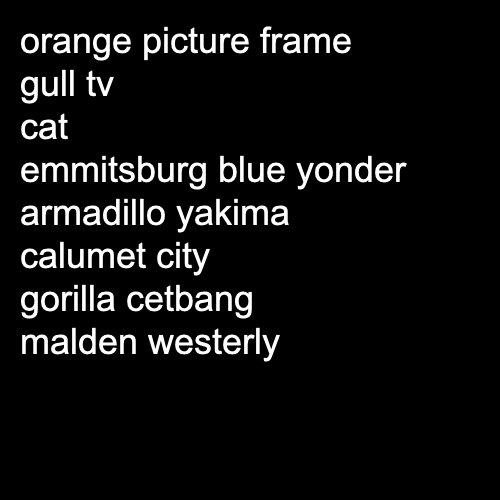 orange picture frame
gull tv
cat
emmitsburg blue yonder
armadillo yakima
calumet city
gorilla cetbang
malden westerly